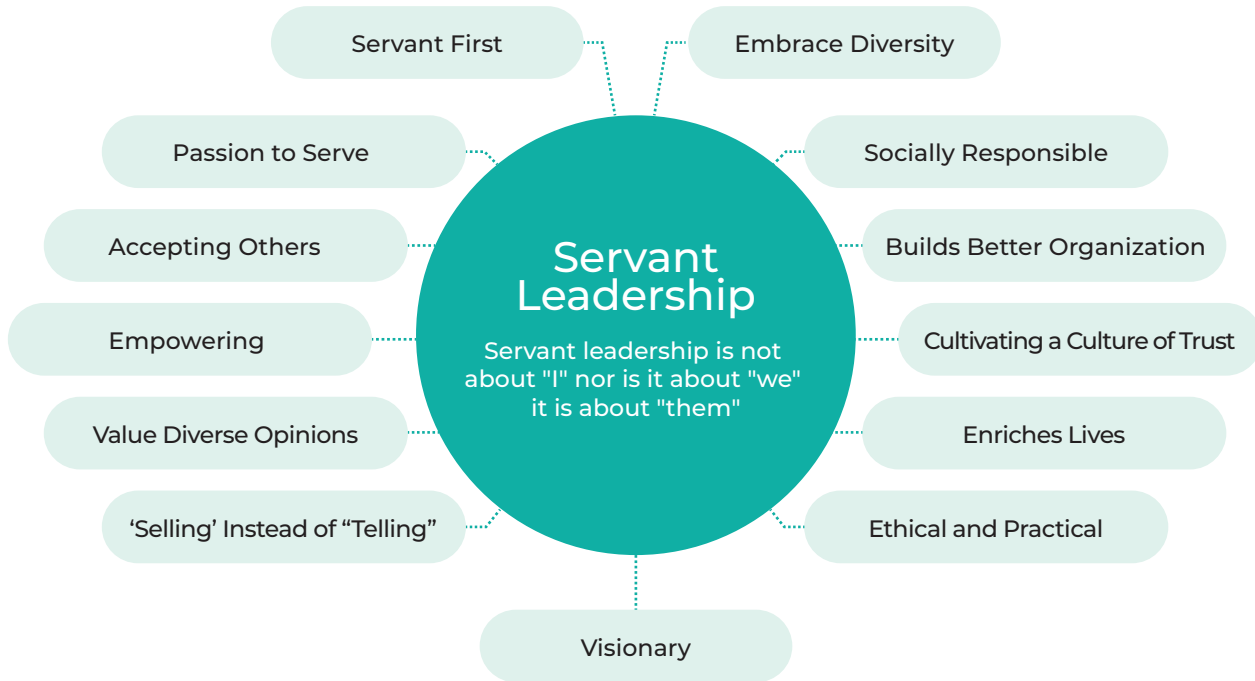 Servant First
Embrace Diversity
Passion to Serve
Socially Responsible
Accepting Others
Builds Better Organization
Servant
Leadership
Empowering
Cultivating a Culture of Trust
Servant leadership is not
about "I" nor is it about "we"
it is about "them"
Value Diverse Opinions
Enriches Lives
‘Selling’ Instead of “Telling”
Ethical and Practical
Visionary